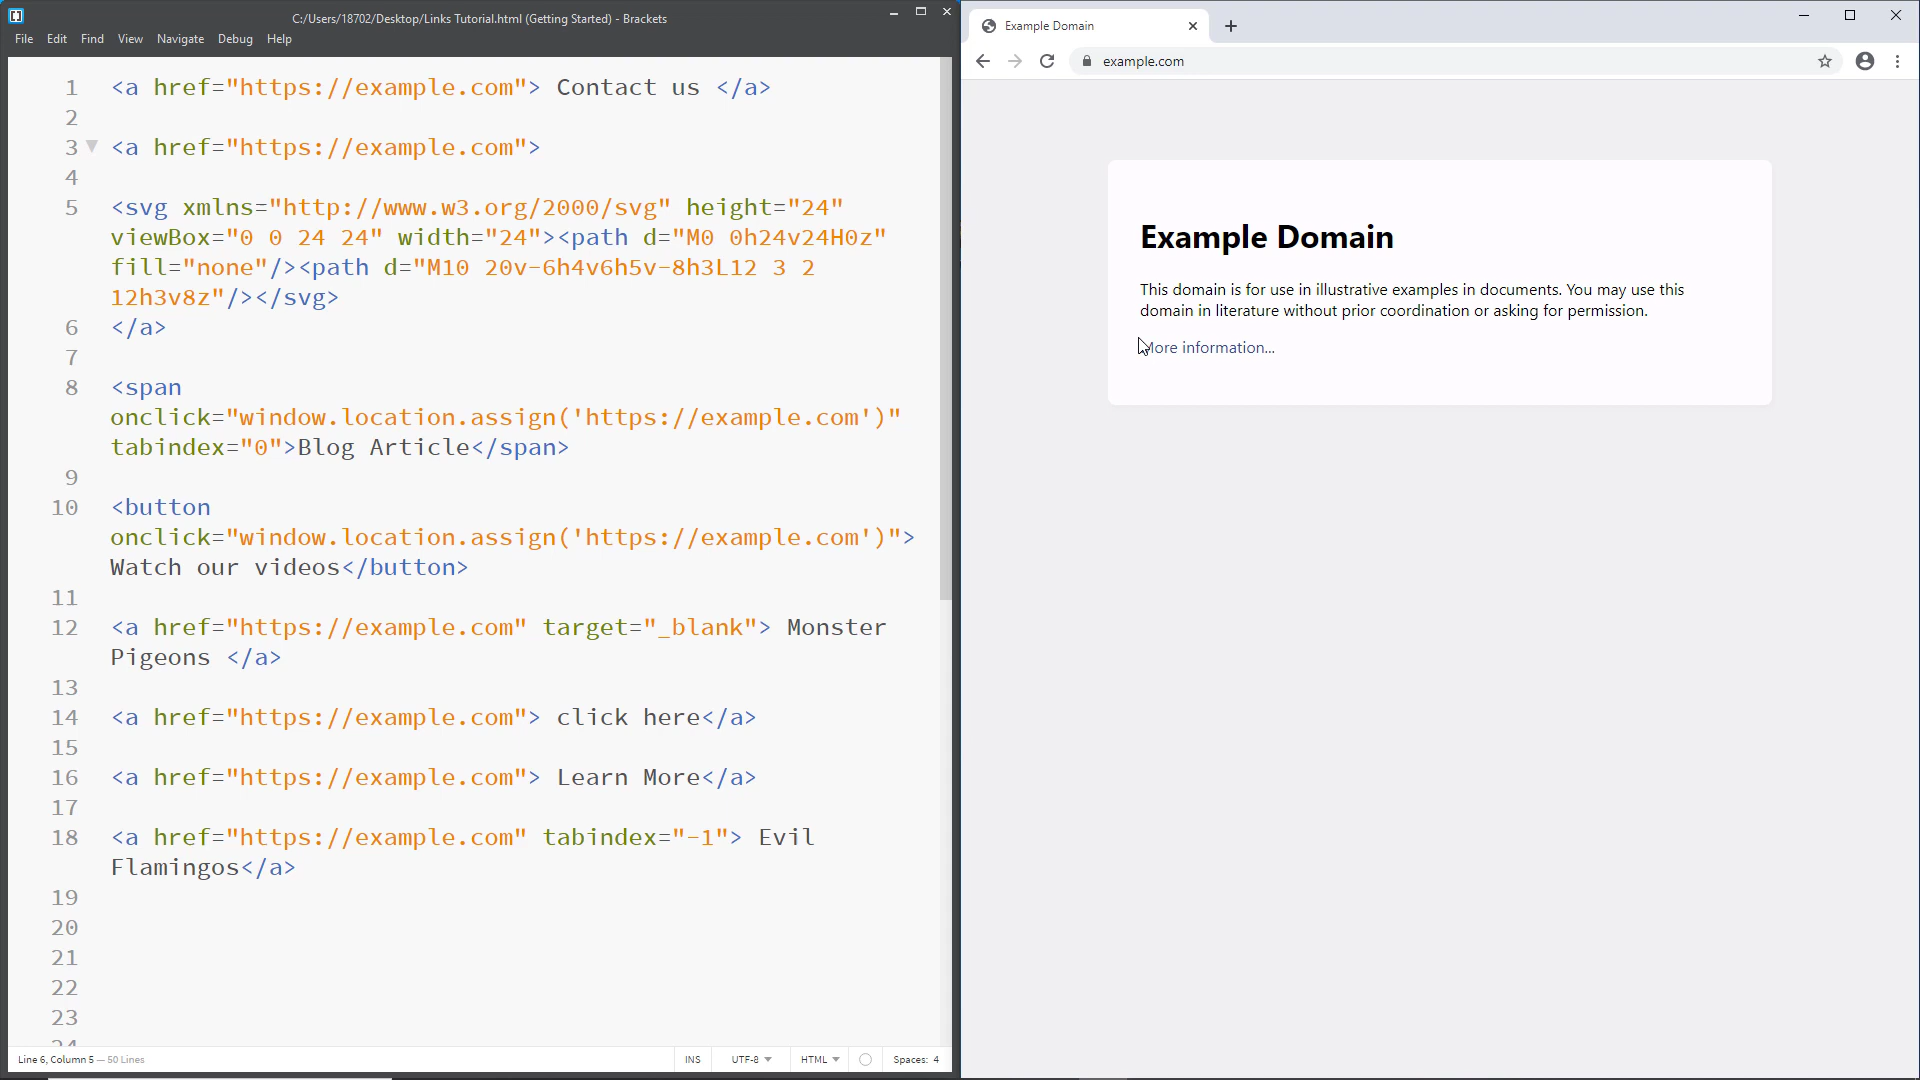 C:/Users/18702/Desktop/Links Tutorial.html (Getting Started) - Brackets
File Edit Find View Navigate Debug Help
1 <a href="https://example.com"> Contact us </a>
2
3 <a href="https://example.com">
4
5 <svg xmlns="http://www.w3.org/2000/svg" height="24"
viewBox="0 0 24 24" width="24"><path d="M0 0h24v24H0z"
fill="none"/><path d="M10 20v-6h4v6h5v-8h3L12 3 2
12h3v8z"/></svg>
6 </a>
7
8 <span
onclick="window.location.assign('https://example.com')"
tabindex="0">Blog Article</span>
9
10 <button
onclick="window.location.assign('https://example.com')">
Watch our videos</button>
11
12 <a href="https://example.com" target="_blank"> Monster
Pigeons </a>
13
14 <a href="https://example.com"> click here</a>
15
16 <a href="https://example.com"> Learn More</a>
17
18 <a href="https://example.com" tabindex="-1"> Evil
Flamingos</a>
19
20
21
22
23
24
Line 6, Column 5 — 50 Lines
INS UTF-8 HTML Spaces: 4
Example Domain
example.com
Example Domain
This domain is for use in illustrative examples in documents. You may use this
domain in literature without prior coordination or asking for permission.
More information...